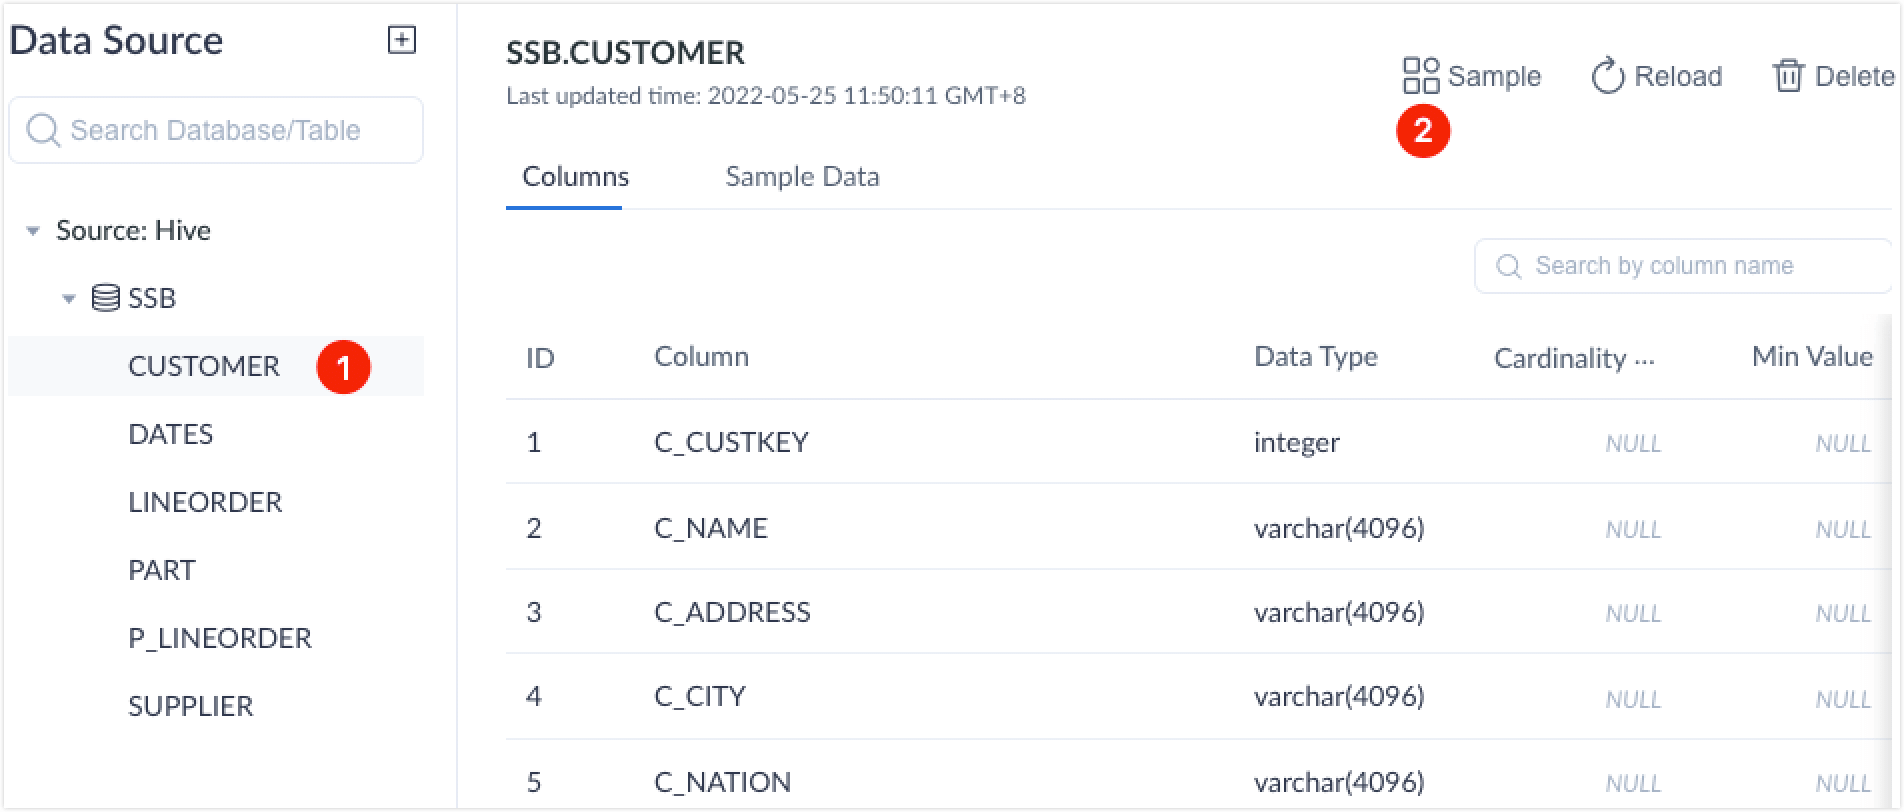 Data Source
Search Database/Table
Source: Hive
SSB
CUSTOMER 1
DATES
LINEORDER
PART
P_LINEORDER
SUPPLIER
SSB.CUSTOMER
Last updated time: 2022-05-25 11:50:11 GMT+8
Sample Reload Delete
2
Columns Sample Data
Search by column name
ID Column Data Type Cardinality ... Min Value
1 C_CUSTKEY integer NULL NULL
2 C_NAME varchar(4096) NULL NULL
3 C_ADDRESS varchar(4096) NULL NULL
4 C_CITY varchar(4096) NULL NULL
5 C_NATION varchar(4096) NULL NULL